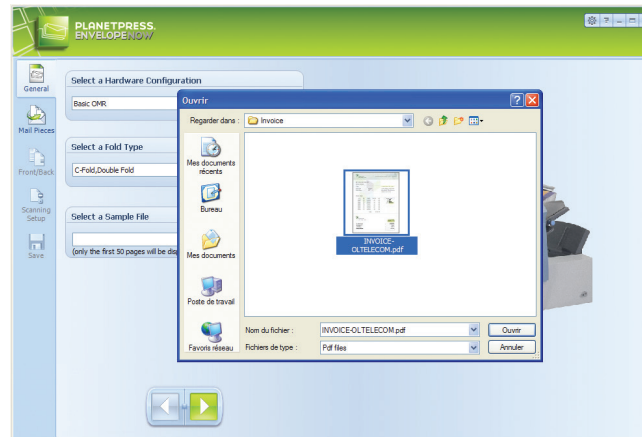 PLANETPRESS.
ENVELOPENOW
General
Mail Pieces
Front/Back
Scanning
Setup
Save
Select a Hardware Configuration
Basic OMR
Select a Fold Type
C-Fold,Double Fold
Select a Sample File
(only the first 50 pages will be dis
Ouvrir
Regarder dans :
Invoice
Mes documents
récents
Bureau
Mes documents
Poste de travail
Favoris réseau
INVOICE-
OLTELECOM.pdf
Nom du fichier :
INVOICE-OLTELECOM.pdf
Ouvrir
Fichiers de type :
Pdf files
Annuler